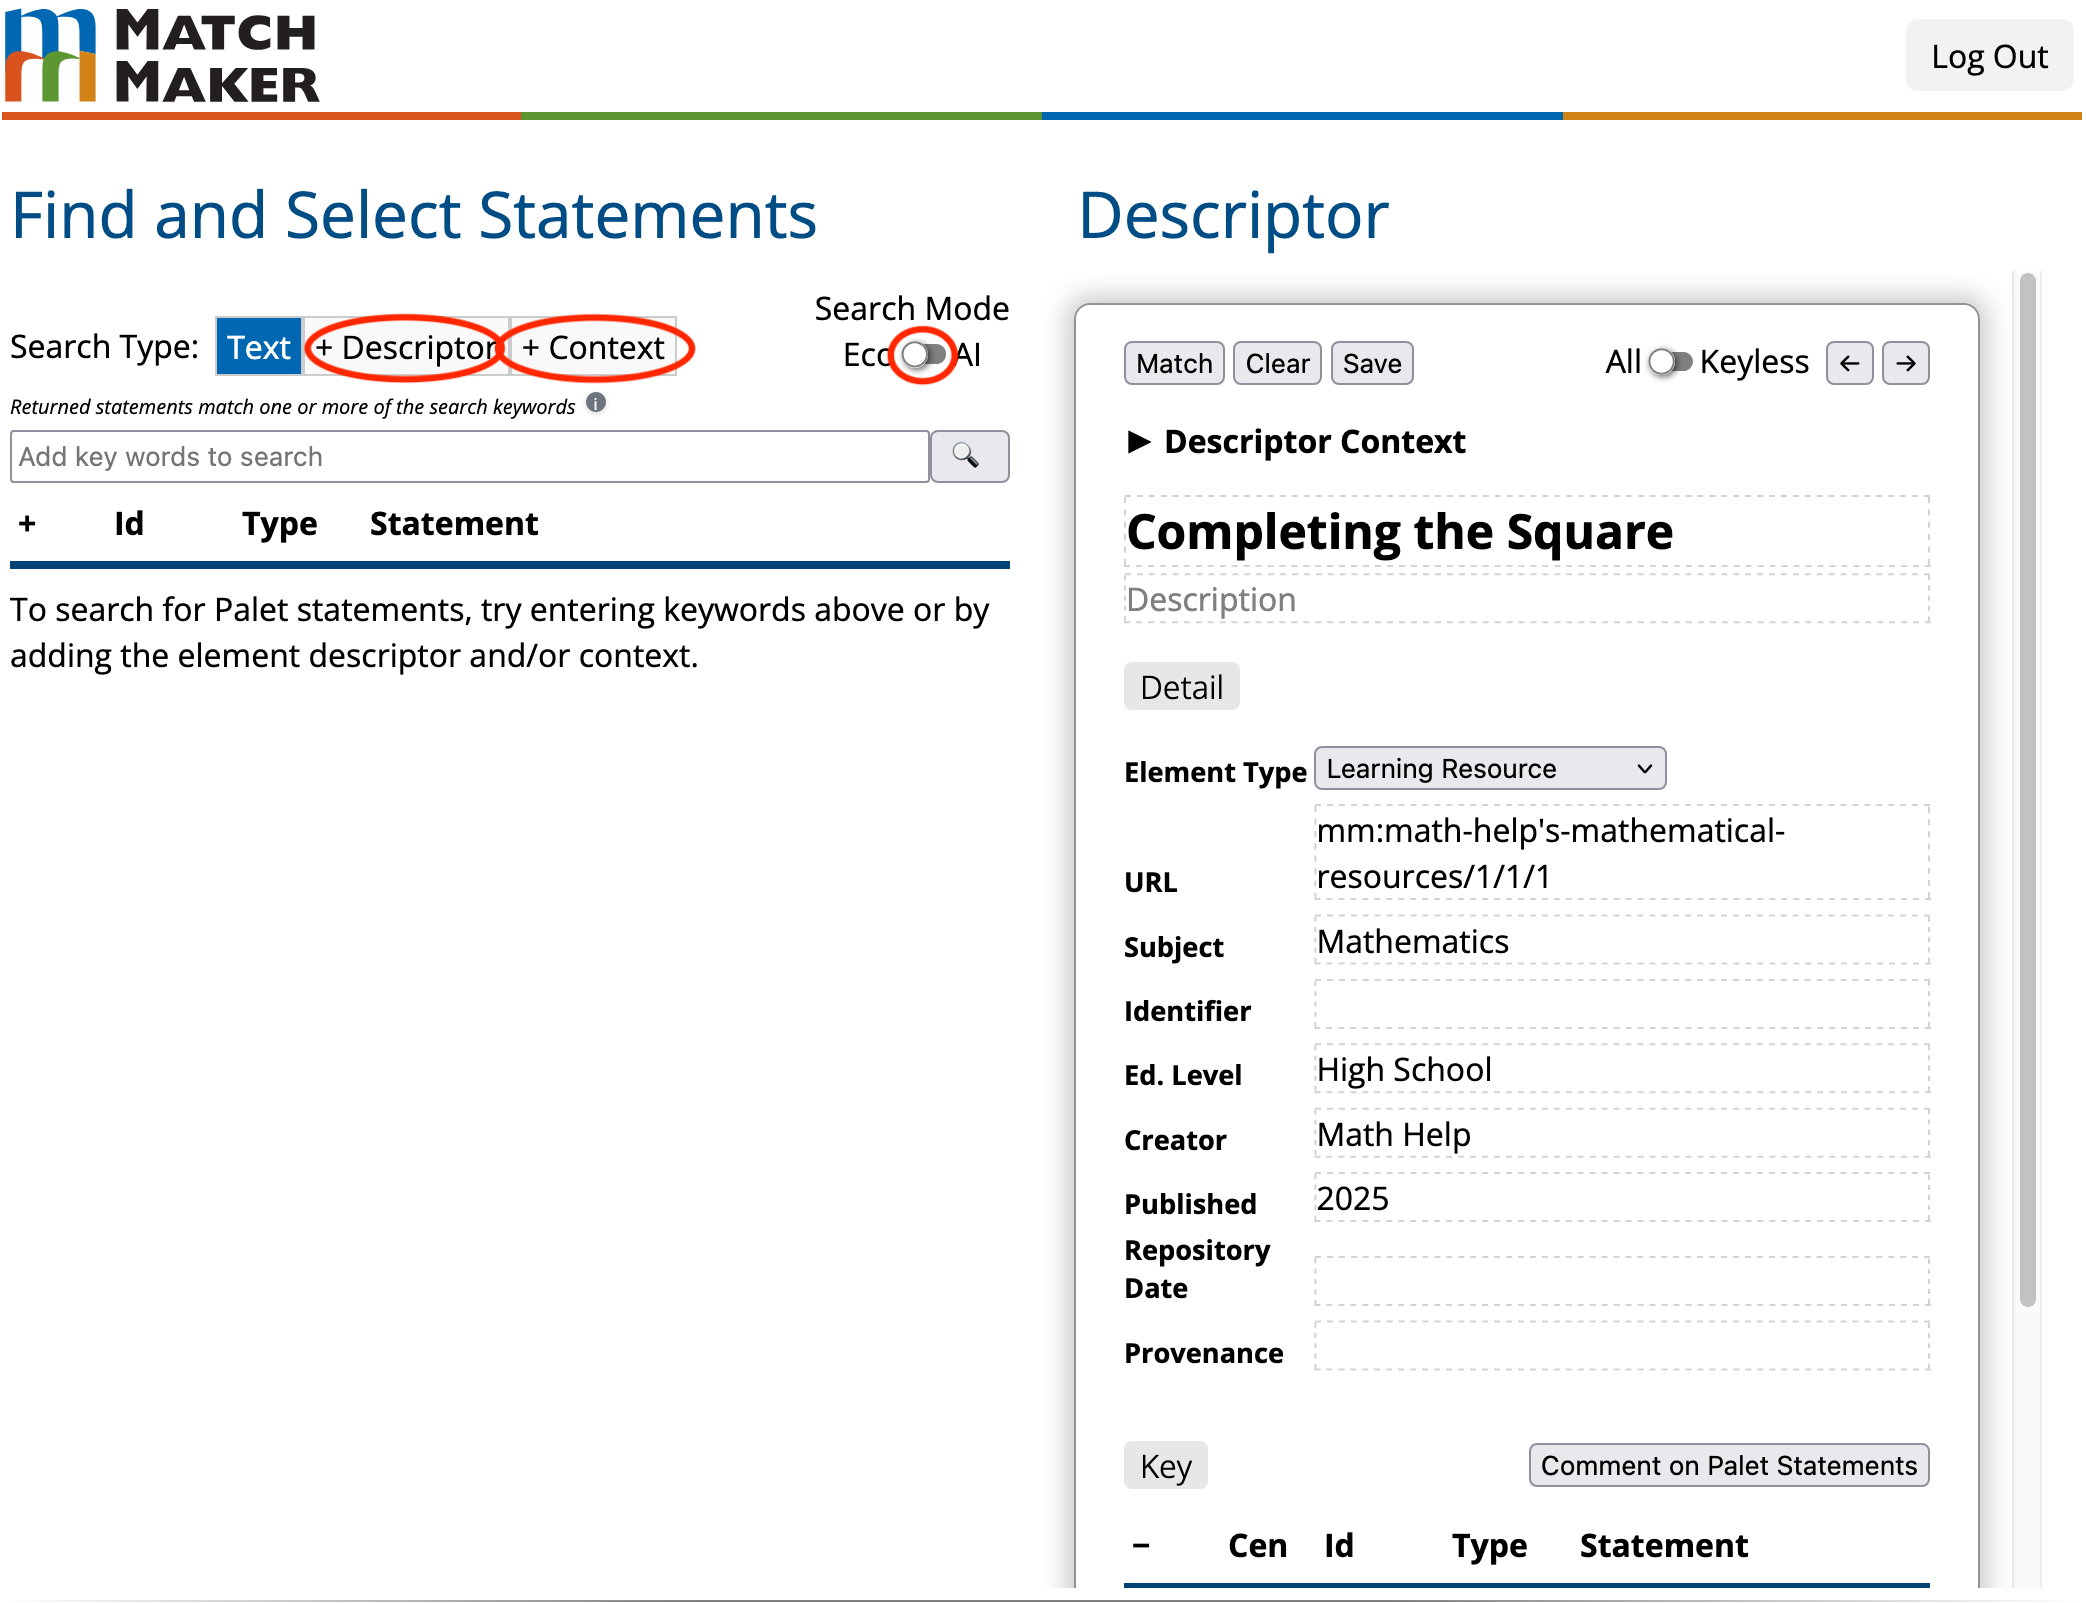 MATCH
MAKER
Log Out
Find and Select Statements
Search Type: Text + Descriptor + Context
Search Mode
Eco AI
Returned statements match one or more of the search keywords
Add key words to search
+ Id Type Statement
To search for Palet statements, try entering keywords above or by
adding the element descriptor and/or context.
Descriptor
Match Clear Save All Keyless ← →
▶ Descriptor Context
Completing the Square
Description
Detail
Element Type Learning Resource
URL mm:math-help's-mathematical-
resources/1/1/1
Subject Mathematics
Identifier
Ed. Level High School
Creator Math Help
Published 2025
Repository
Date
Provenance
Key Comment on Palet Statements
– Cen Id Type Statement